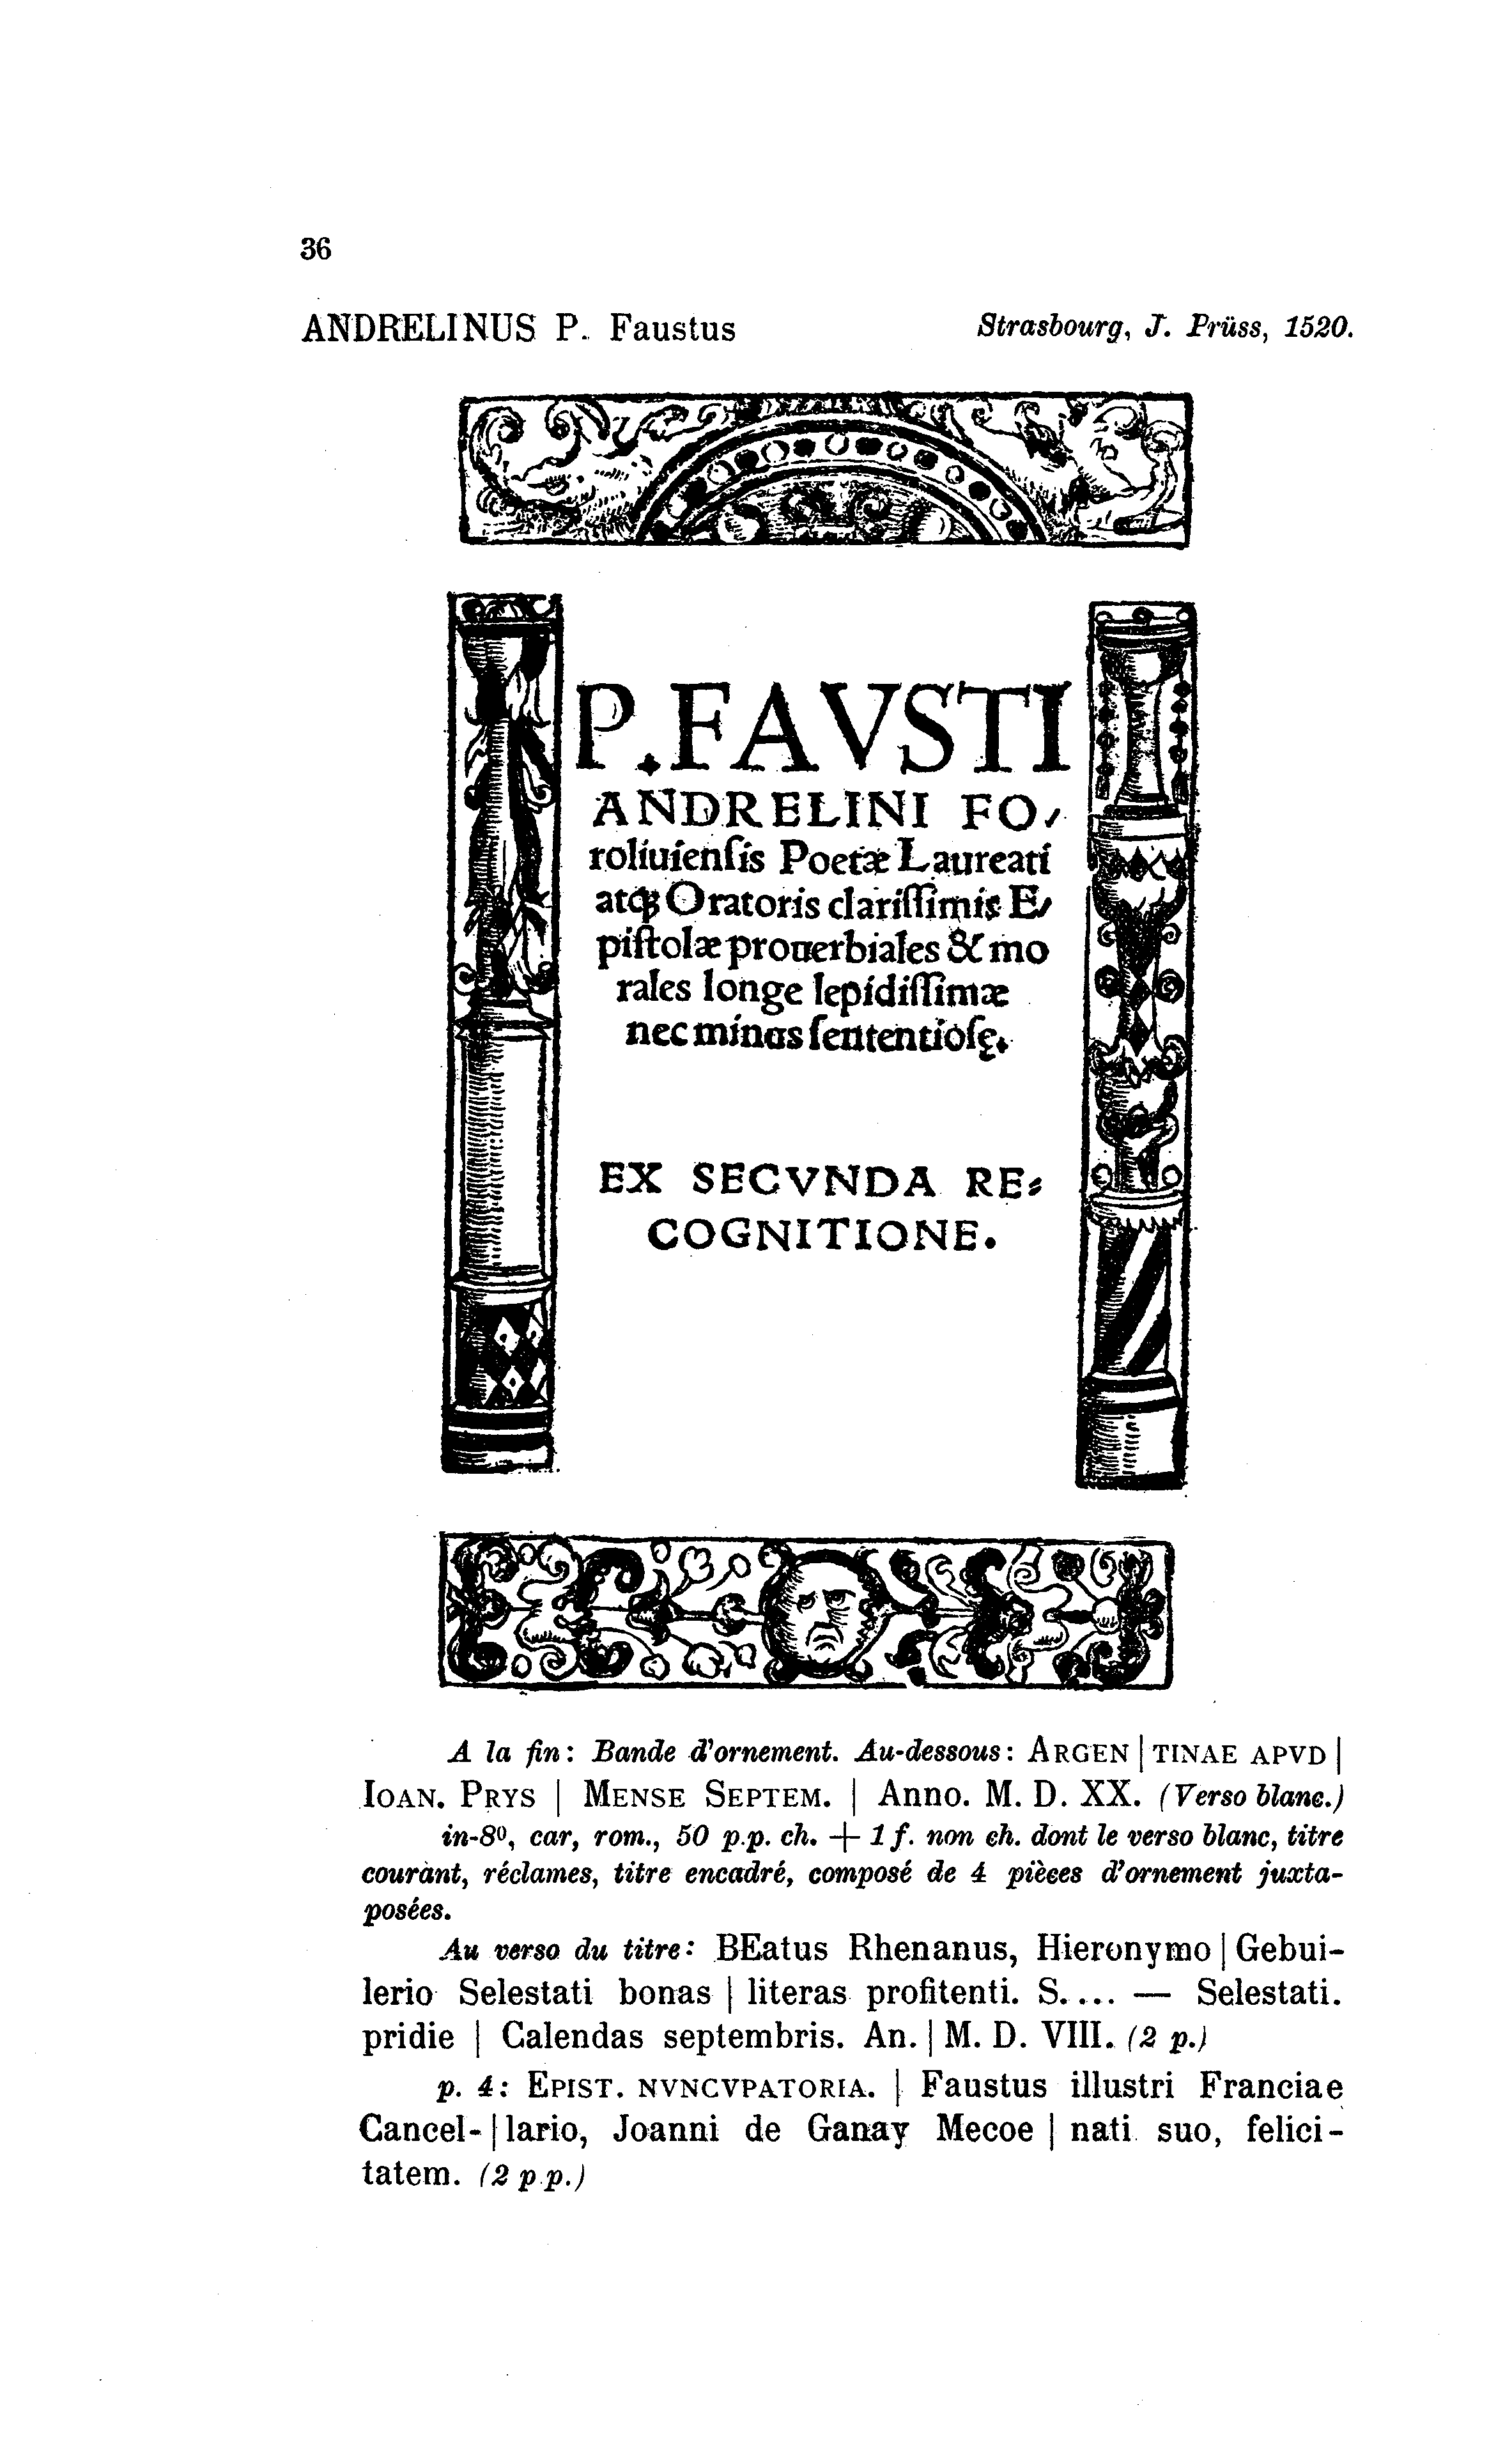 36
ANDRELINUS P. Faustus Strasbourg, J. Prüss, 1520.
P.FAVSTI
ANDRELINI FO/
roliuienſis Poetæ Laureati
atqꝫ Oratoris clariſſimis E/
piſtolæ prouerbiales & mo
rales longe lepidiſſimæ
nec minus ſententioſę.
EX SECVNDA RE⸗
COGNITIONE.
A la fin: Bande d'ornement. Au-dessous: ARGEN | TINAE APVD |
IOAN. PRYS | MENSE SEPTEM. | Anno. M. D. XX. (Verso blanc.)
in-8⁰, car, rom., 50 p.p. ch. + 1 f. non ch. dont le verso blanc, titre
courant, réclames, titre encadré, composé de 4 pièces d'ornement juxta-
posées.
Au verso du titre: BEatus Rhenanus, Hieronymo | Gebui-
lerio Selestati bonas | literas profitenti. S. ... — Selestati.
pridie | Calendas septembris. An. | M. D. VIII. (2 p.)
p. 4: EPIST. NVNCVPATORIA. | Faustus illustri Franciae
Cancel- | lario, Joanni de Ganay Mecoe | nati suo, felici-
tatem. (2 p.p.)